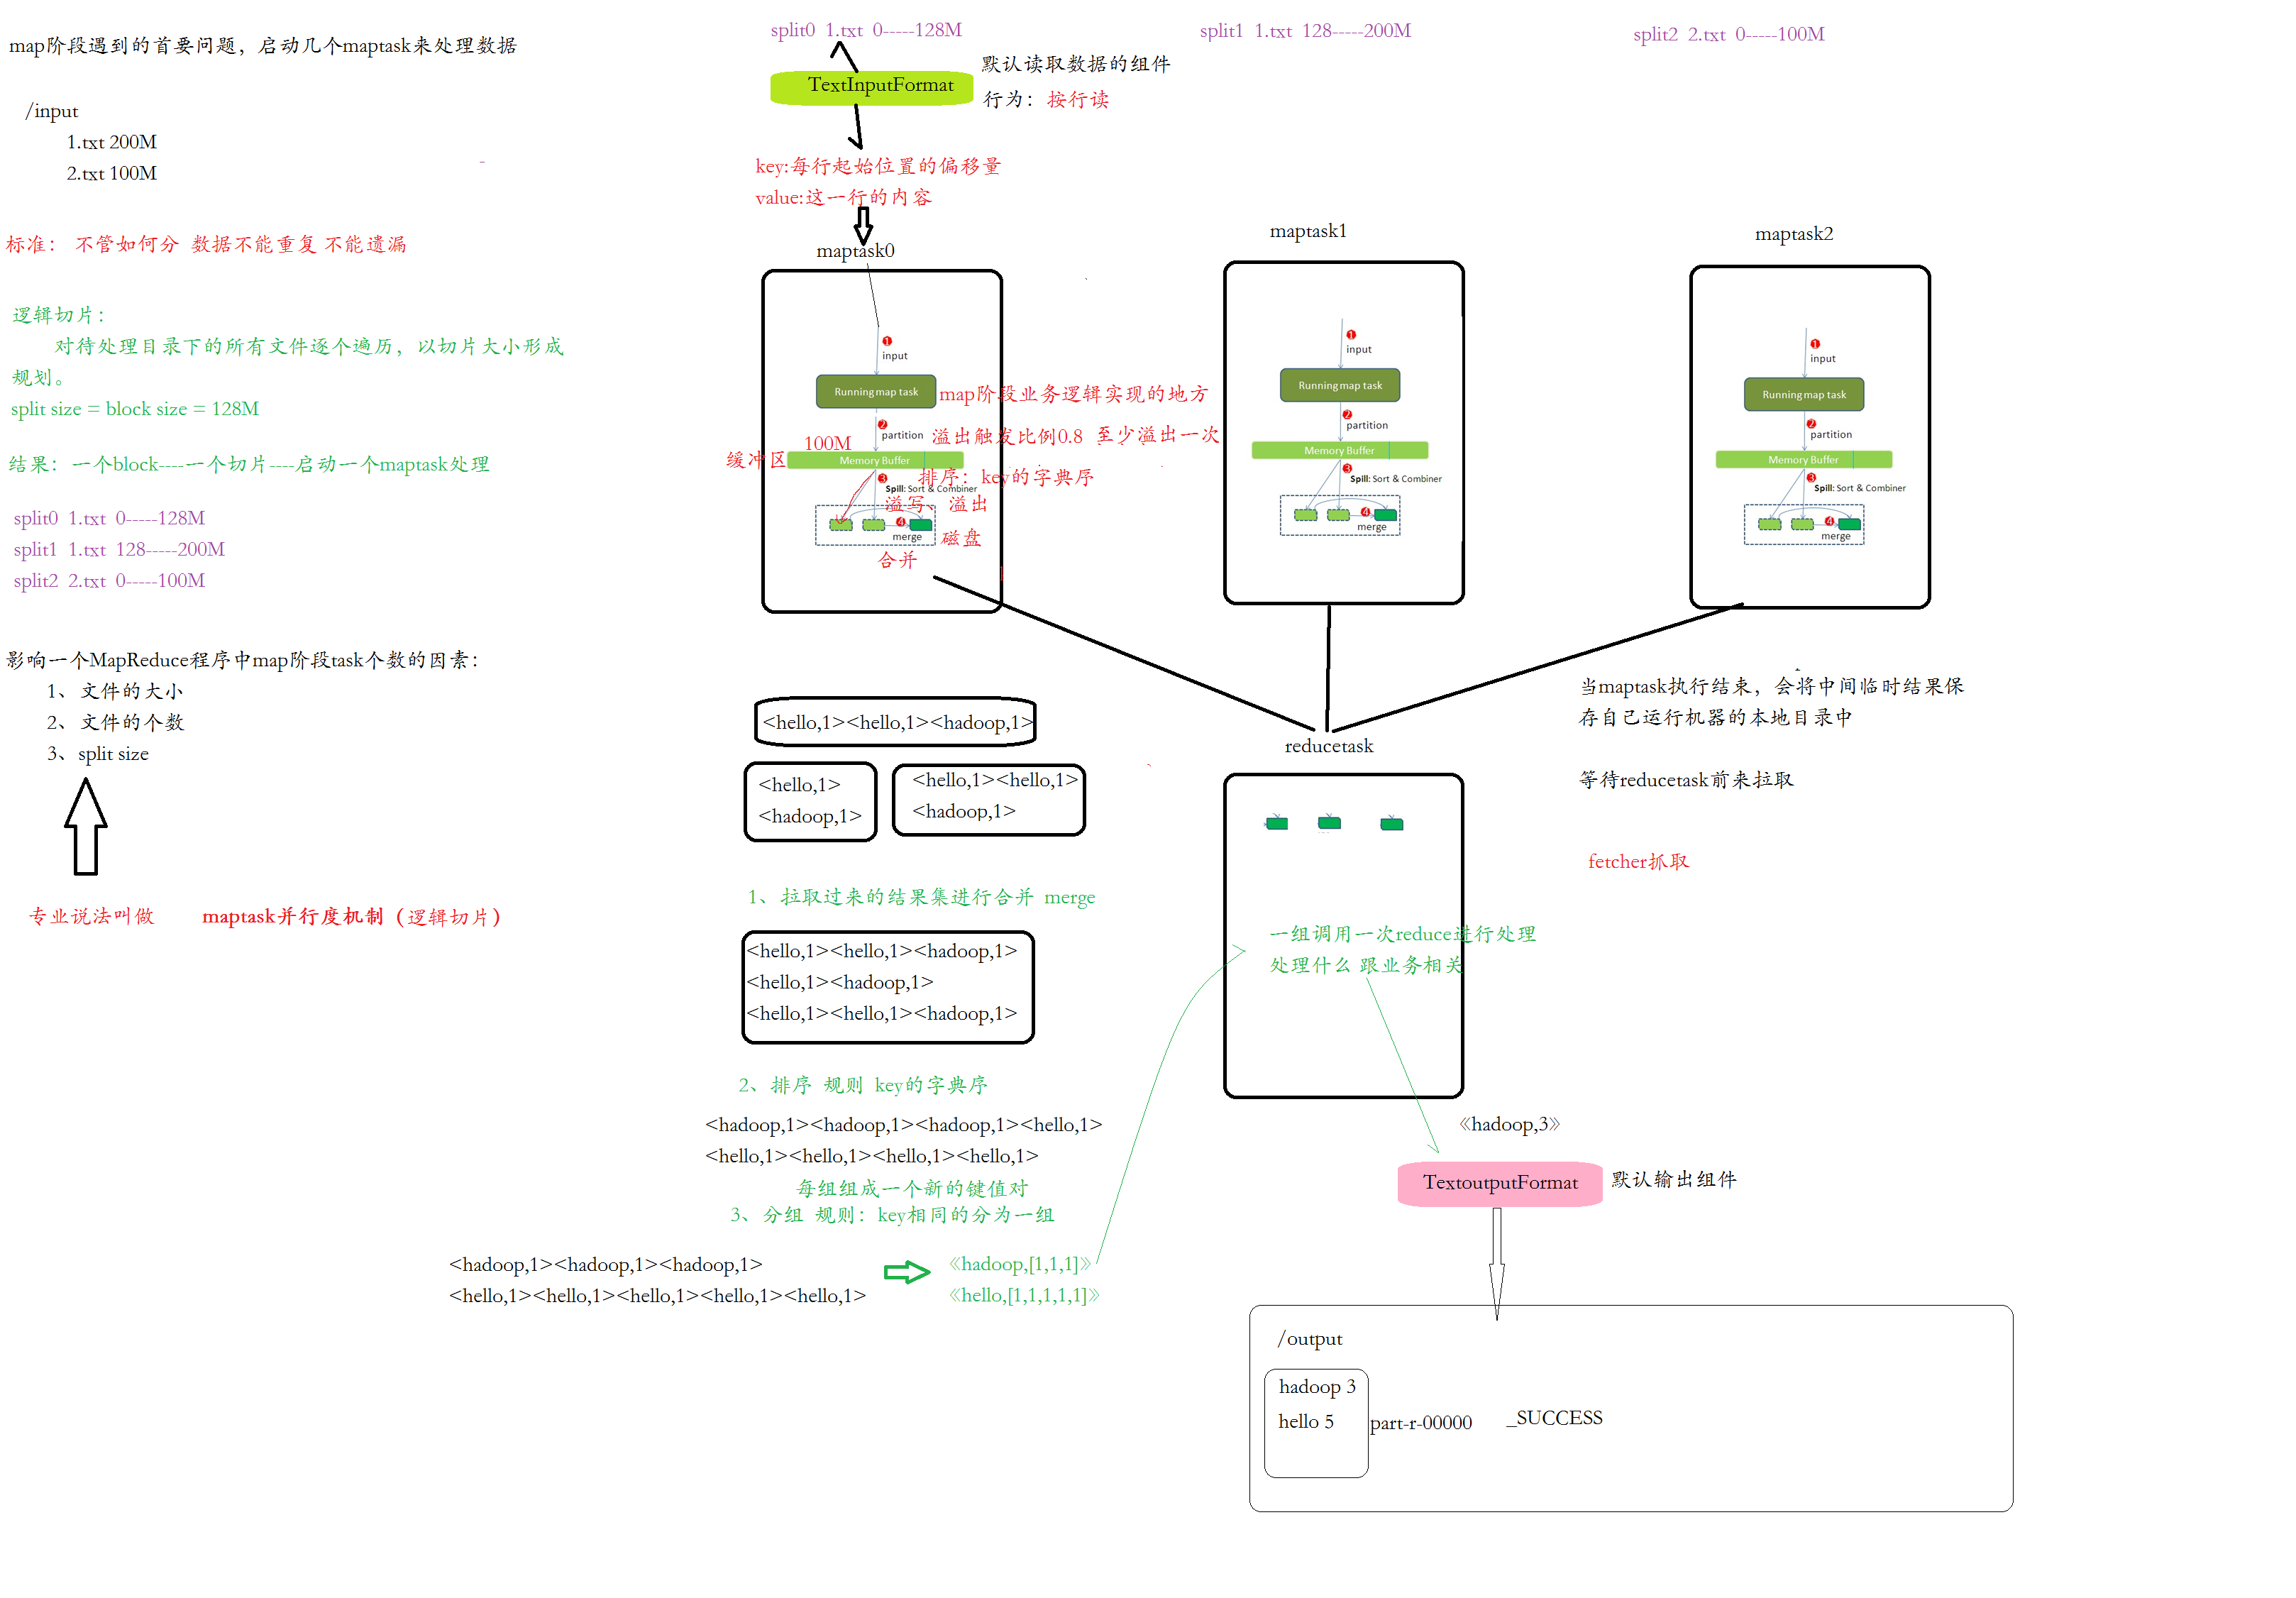 map阶段遇到的首要问题，启动几个maptask来处理数据
/input
1.txt 200M
2.txt 100M
标准： 不管如何分 数据不能重复 不能遗漏
逻辑切片：
对待处理目录下的所有文件逐个遍历，以切片大小形成
规划。
split size = block size = 128M
结果：一个block----一个切片----启动一个maptask处理
split0 1.txt 0-----128M
split1 1.txt 128-----200M
split2 2.txt 0-----100M
影响一个MapReduce程序中map阶段task个数的因素：
1、文件的大小
2、文件的个数
3、split size
专业说法叫做 maptask并行度机制（逻辑切片）
split0 1.txt 0-----128M
split1 1.txt 128-----200M
split2 2.txt 0-----100M
TextInputFormat
默认读取数据的组件
行为：按行读
key:每行起始位置的偏移量
value:这一行的内容
maptask0
1
input
Running map task
map阶段业务逻辑实现的地方
2
partition
溢出触发比例0.8 至少溢出一次
100M
缓冲区
Memory Buffer
排序：key的字典序
3
Spill: Sort & Combiner
溢写、溢出
4
merge
磁盘
合并
maptask1
1
input
Running map task
2
partition
Memory Buffer
3
Spill: Sort & Combiner
4
merge
maptask2
1
input
Running map task
2
partition
Memory Buffer
3
Spill: Sort & Combiner
4
merge
当maptask执行结束，会将中间临时结果保
存自己运行机器的本地目录中
等待reducetask前来拉取
fetcher抓取
<hello,1><hello,1><hadoop,1>
<hello,1>
<hadoop,1>
<hello,1><hello,1>
<hadoop,1>
1、拉取过来的结果集进行合并 merge
<hello,1><hello,1><hadoop,1>
<hello,1><hadoop,1>
<hello,1><hello,1><hadoop,1>
2、排序 规则 key的字典序
<hadoop,1><hadoop,1><hadoop,1><hello,1>
<hello,1><hello,1><hello,1><hello,1>
每组组成一个新的键值对
3、分组 规则：key相同的分为一组
<hadoop,1><hadoop,1><hadoop,1>
<hello,1><hello,1><hello,1><hello,1><hello,1>
《hadoop,[1,1,1]》
《hello,[1,1,1,1,1]》
reducetask
一组调用一次reduce进行处理
处理什么 跟业务相关
《hadoop,3》
TextoutputFormat
默认输出组件
/output
hadoop 3
hello 5
part-r-00000
_SUCCESS